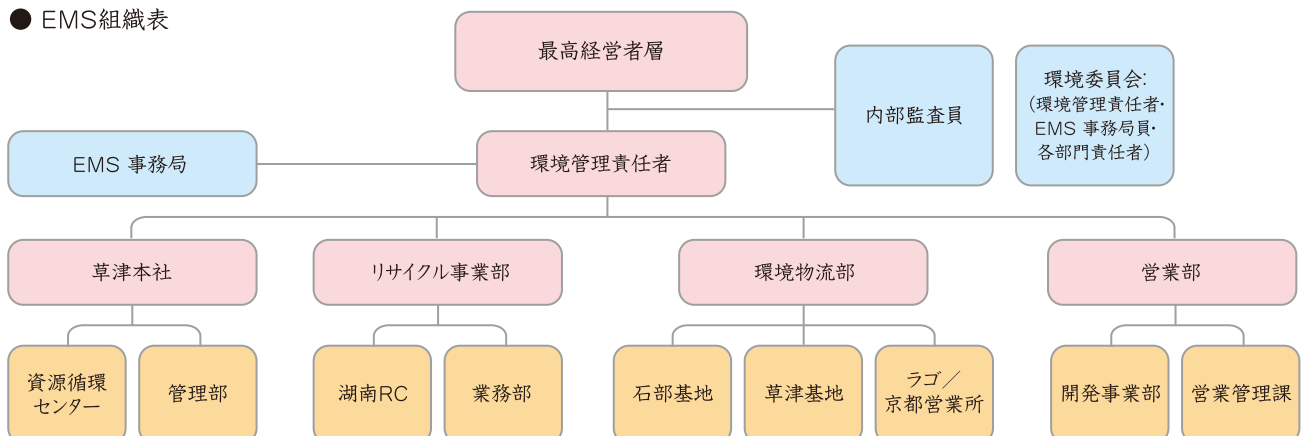 ● EMS組織表
最高経営者層
内部監査員
環境委員会:
(環境管理責任者・
EMS 事務局員・
各部門責任者)
EMS 事務局
環境管理責任者
草津本社
リサイクル事業部
環境物流部
営業部
資源循環
センター
管理部
湖南RC
業務部
石部基地
草津基地
ラゴ／
京都営業所
開発事業部
営業管理課